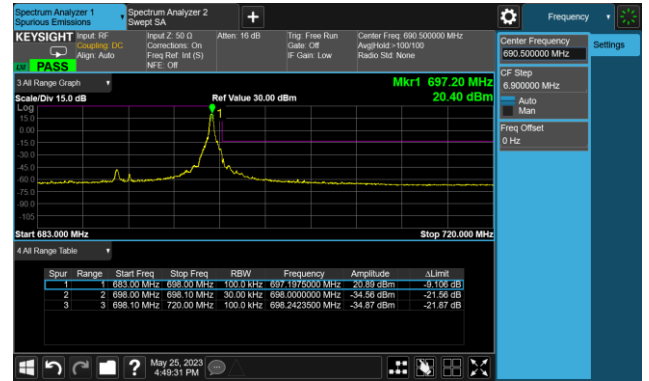 Spectrum Analyzer 1
Spurious Emissions
Spectrum Analyzer 2
Swept SA
Frequency
KEYSIGHT
Input: RF
Coupling: DC
Align: Auto
Input Z: 50 Ω
Corrections: On
Freq Ref: Int (S)
NFE: Off
Atten: 16 dB
Trig: Free Run
Gate: Off
IF Gain: Low
Center Freq: 690.500000 MHz
Avg|Hold:>100/100
Radio Std: None
LNI PASS
Center Frequency
690.500000 MHz
Settings
CF Step
6.900000 MHz
Auto
Man
Freq Offset
0 Hz
3 All Range Graph
Mkr1 697.20 MHz
20.40 dBm
Scale/Div 15.0 dB
Ref Value 30.00 dBm
Log
1
15.0
0.00
-15.0
-30.0
-45.0
-60.0
-75.0
-90.0
-105
Start 683.000 MHz
Stop 720.000 MHz
4 All Range Table
Spur Range Start Freq Stop Freq RBW Frequency Amplitude ΔLimit
1 1 683.00 MHz 698.00 MHz 100.0 kHz 697.1975000 MHz 20.89 dBm -9.106 dB
2 2 698.00 MHz 698.10 MHz 30.00 kHz 698.0000000 MHz -34.56 dBm -21.56 dB
3 3 698.10 MHz 720.00 MHz 100.0 kHz 698.2423500 MHz -34.87 dBm -21.87 dB
?
May 25, 2023
4:49:31 PM